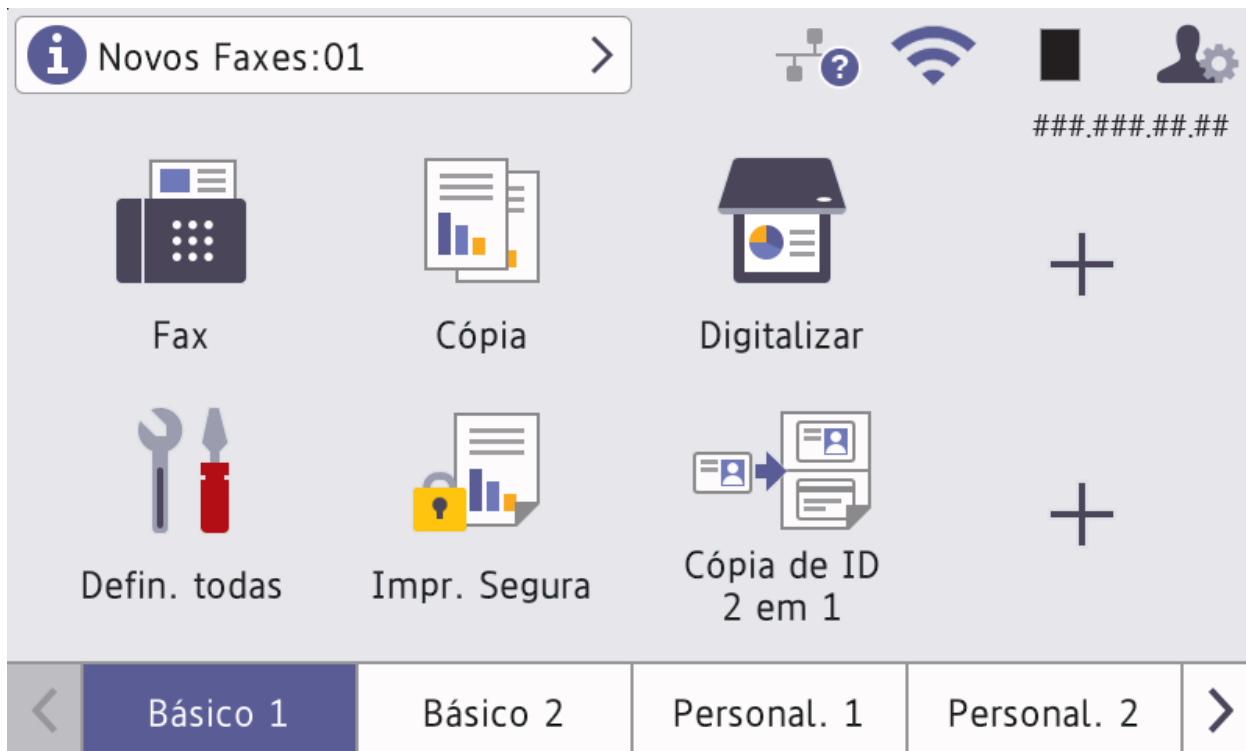 Novos Faxes:01
?
###.###.##.##
Fax
Cópia
Digitalizar
Defin. todas
Impr. Segura
Cópia de ID
2 em 1
Básico 1
Básico 2
Personal. 1
Personal. 2